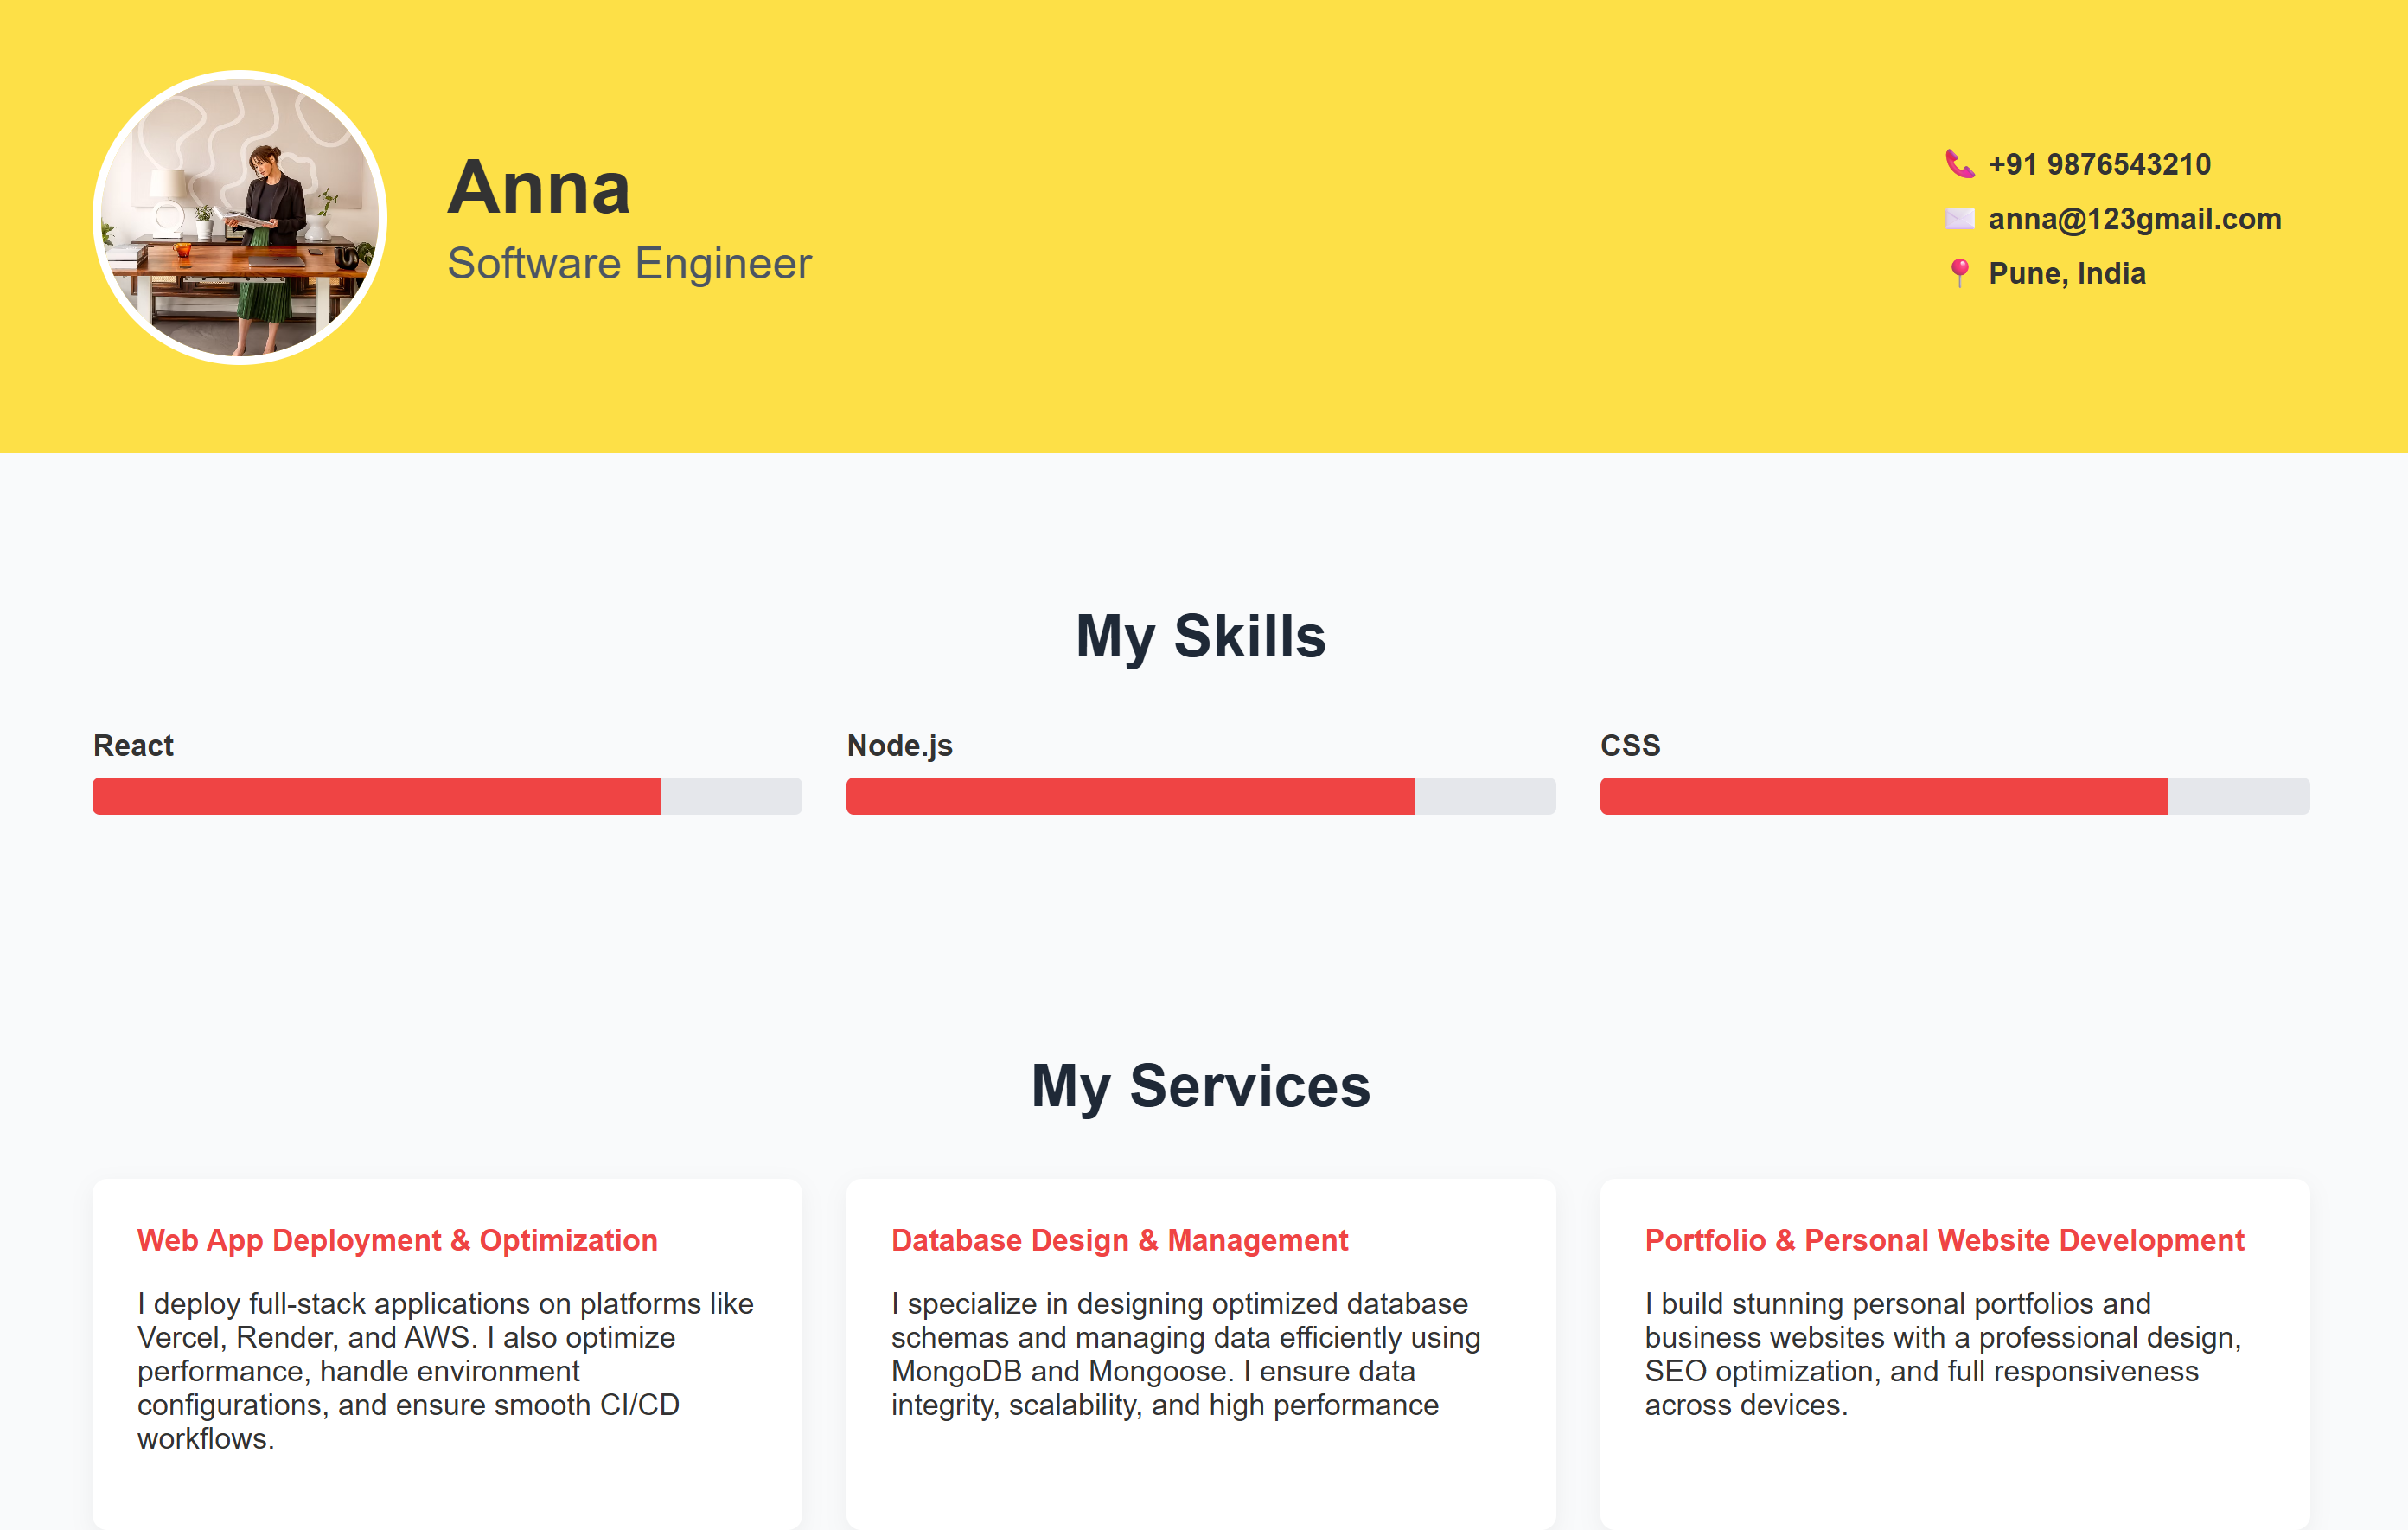 Anna
Software Engineer
+91 9876543210
anna@123gmail.com
Pune, India
My Skills
React
Node.js
CSS
My Services
Web App Deployment & Optimization
I deploy full-stack applications on platforms like
Vercel, Render, and AWS. I also optimize
performance, handle environment
configurations, and ensure smooth CI/CD
workflows.
Database Design & Management
I specialize in designing optimized database
schemas and managing data efficiently using
MongoDB and Mongoose. I ensure data
integrity, scalability, and high performance
Portfolio & Personal Website Development
I build stunning personal portfolios and
business websites with a professional design,
SEO optimization, and full responsiveness
across devices.